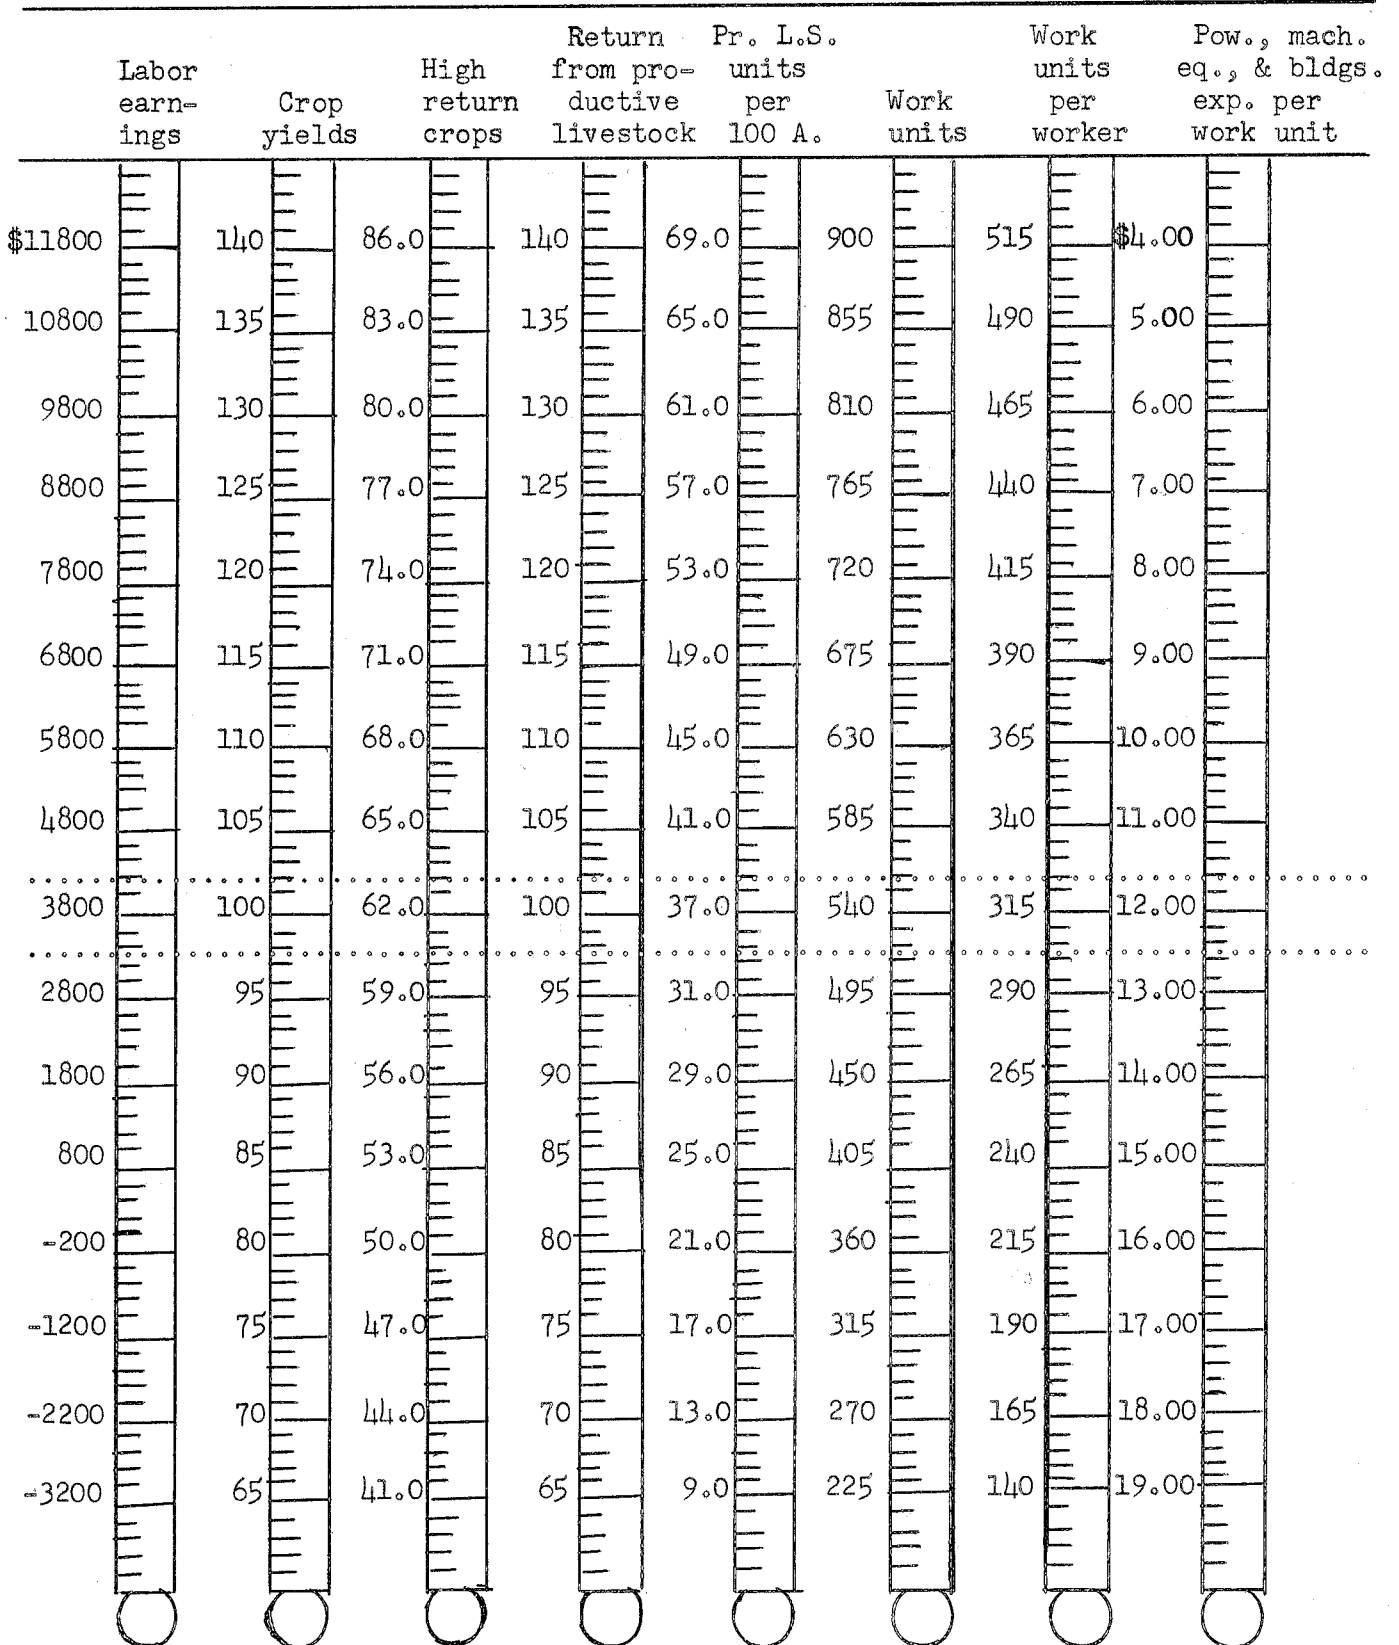 Return Pr. L.S. Work Pow., mach.
Labor High from pro- units units eq., & bldgs.
earn- Crop return ductive per Work per exp. per
ings yields crops livestock 100 A. units worker work unit
$11800 140 86.0 140 69.0 900 515 $4.00
10800 135 83.0 135 65.0 855 490 5.00
9800 130 80.0 130 61.0 810 465 6.00
8800 125 77.0 125 57.0 765 440 7.00
7800 120 74.0 120 53.0 720 415 8.00
6800 115 71.0 115 49.0 675 390 9.00
5800 110 68.0 110 45.0 630 365 10.00
4800 105 65.0 105 41.0 585 340 11.00
3800 100 62.0 100 37.0 540 315 12.00
2800 95 59.0 95 31.0 495 290 13.00
1800 90 56.0 90 29.0 450 265 14.00
800 85 53.0 85 25.0 405 240 15.00
-200 80 50.0 80 21.0 360 215 16.00
-1200 75 47.0 75 17.0 315 190 17.00
-2200 70 44.0 70 13.0 270 165 18.00
-3200 65 41.0 65 9.0 225 140 19.00